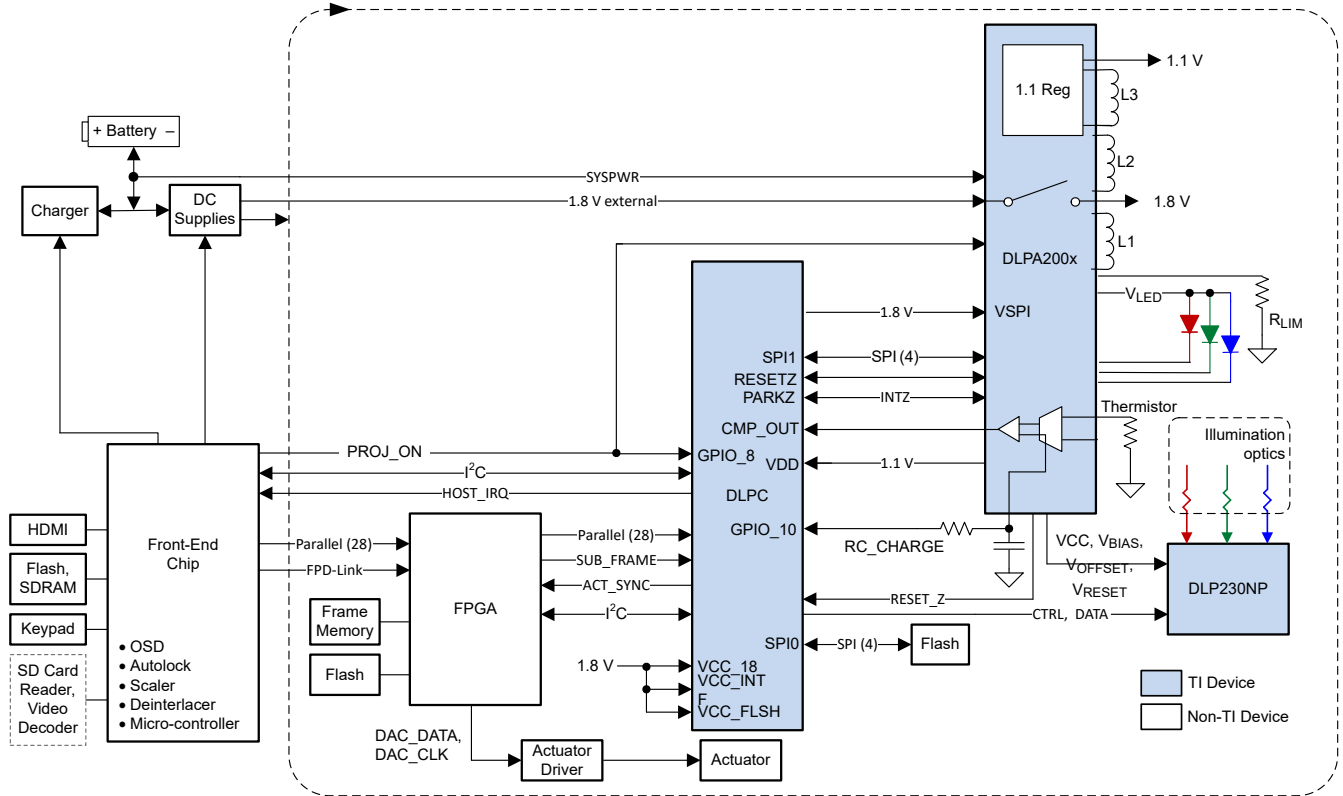 1.1 V
1.1 Reg
L3
+ Battery –
L2
SYSPWR
Charger
DC
Supplies
1.8 V external
1.8 V
L1
DLPA200x
VLED
RLIM
1.8 V
VSPI
SPI1
SPI (4)
RESETZ
PARKZ
INTZ
Thermistor
CMP_OUT
Illumination
optics
PROJ_ON
GPIO_8
I2C
VDD
1.1 V
HOST_IRQ
DLPC
HDMI
Front-End
Chip
Parallel (28)
Parallel (28)
GPIO_10
RC_CHARGE
VCC, VBIAS,
VOFFSET,
VRESET
FPD-Link
SUB_FRAME
Flash,
SDRAM
ACT_SYNC
FPGA
DLP230NP
RESET_Z
Frame
Memory
I2C
CTRL, DATA
Keypad
SPI0
SPI (4)
Flash
• OSD
• Autolock
• Scaler
• Deinterlacer
• Micro-controller
SD Card
Reader,
Video
Decoder
Flash
1.8 V
VCC_18
VCC_INT
F
VCC_FLSH
TI Device
Non-TI Device
DAC_DATA,
DAC_CLK
Actuator
Driver
Actuator